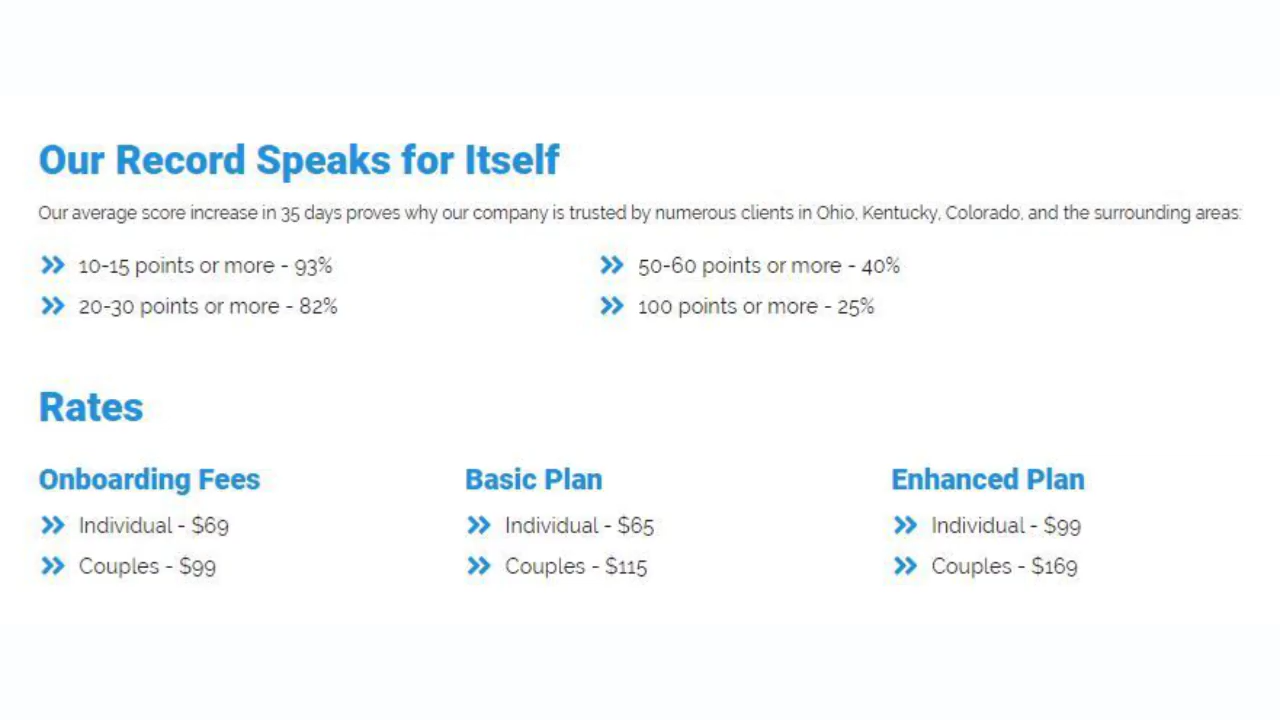 Our Record Speaks for Itself
Our average score increase in 35 days proves why our company is trusted by numerous clients in Ohio, Kentucky, Colorado, and the surrounding areas:
10-15 points or more - 93%
50-60 points or more - 40%
20-30 points or more - 82%
100 points or more - 25%
Rates
Onboarding Fees
Individual - $69
Couples - $99
Basic Plan
Individual - $65
Couples - $115
Enhanced Plan
Individual - $99
Couples - $169